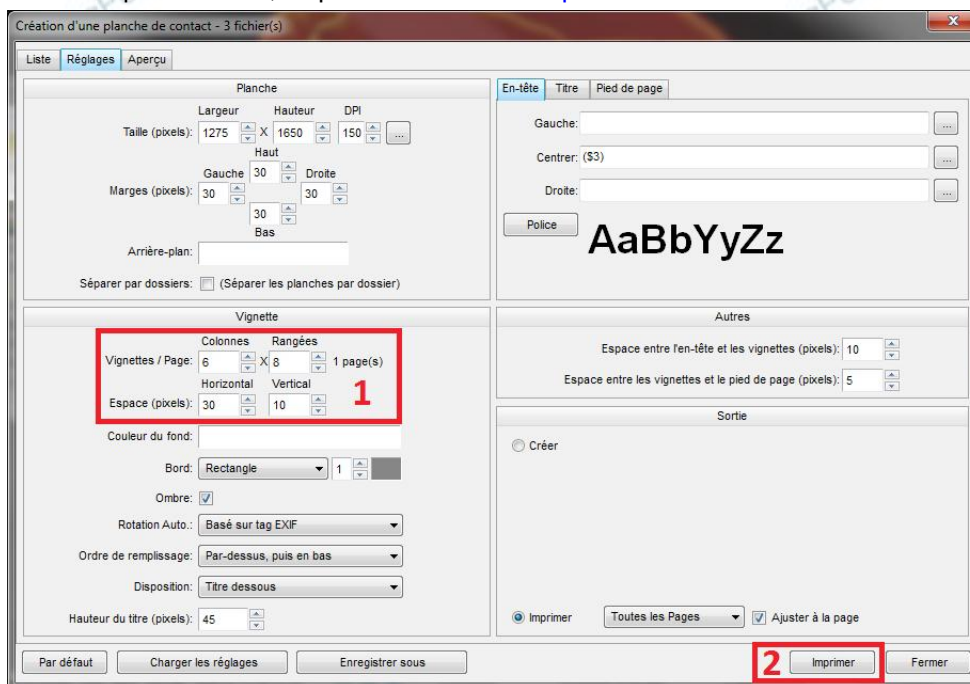 Création d'une planche de contact - 3 fichier(s)
Liste Réglages Aperçu
Planche
Largeur Hauteur DPI
Taille (pixels): 1275 X 1650 150 ...
Haut
Gauche 30 Droite
Marges (pixels): 30 30
30
Bas
Arrière-plan:
Séparer par dossiers: (Séparer les planches par dossier)
Vignette
Colonnes Rangées
Vignettes / Page: 6 X 8 1 page(s)
Horizontal Vertical
Espace (pixels): 30 10
1
Couleur du fond:
Bord: Rectangle 1
Ombre:
Rotation Auto.: Basé sur tag EXIF
Ordre de remplissage: Par-dessus, puis en bas
Disposition: Titre dessous
Hauteur du titre (pixels): 45
En-tête Titre Pied de page
Gauche: ...
Centrer: ($3) ...
Droite: ...
Police AaBbYyZz
Autres
Espace entre l'en-tête et les vignettes (pixels): 10
Espace entre les vignettes et le pied de page (pixels): 5
Sortie
Créer
Imprimer Toutes les Pages Ajuster à la page
Par défaut Charger les réglages Enregistrer sous 2 Imprimer Fermer